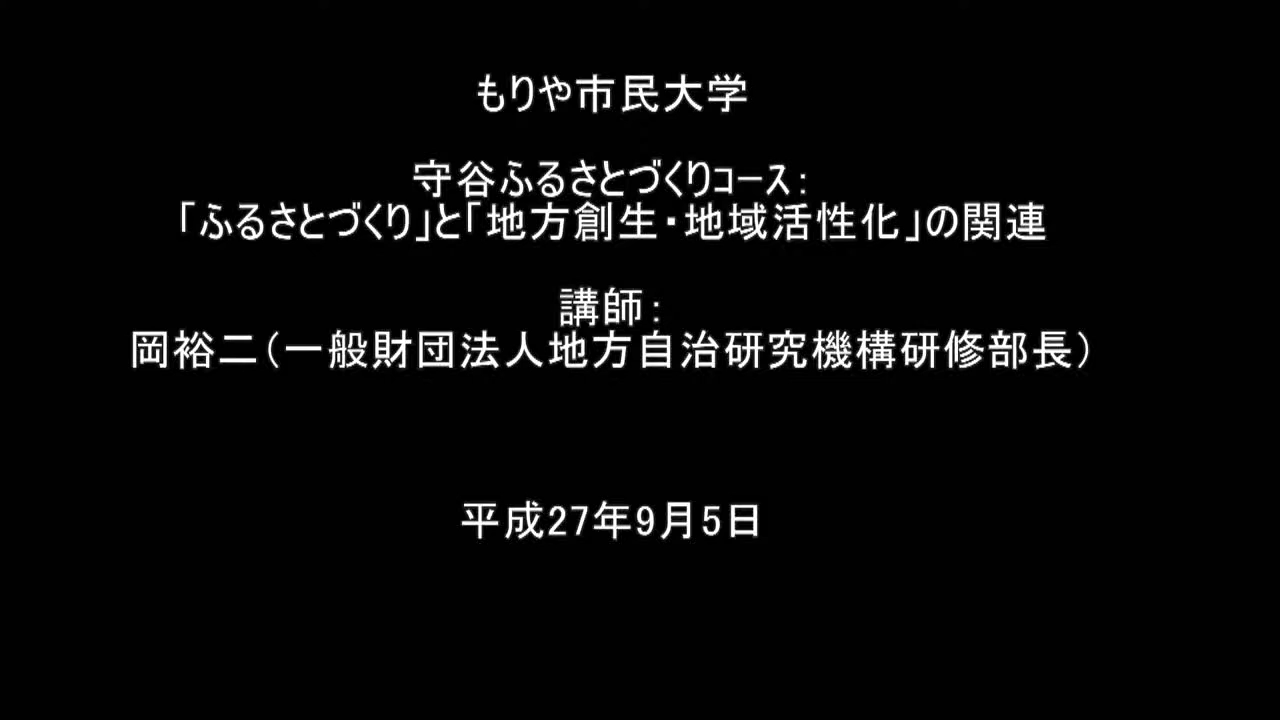 もりや市民大学
守谷ふるさとづくりｺｰｽ：
「ふるさとづくり」と「地方創生・地域活性化」の関連
講師：
岡裕二（一般財団法人地方自治研究機構研修部長）
平成27年9月5日